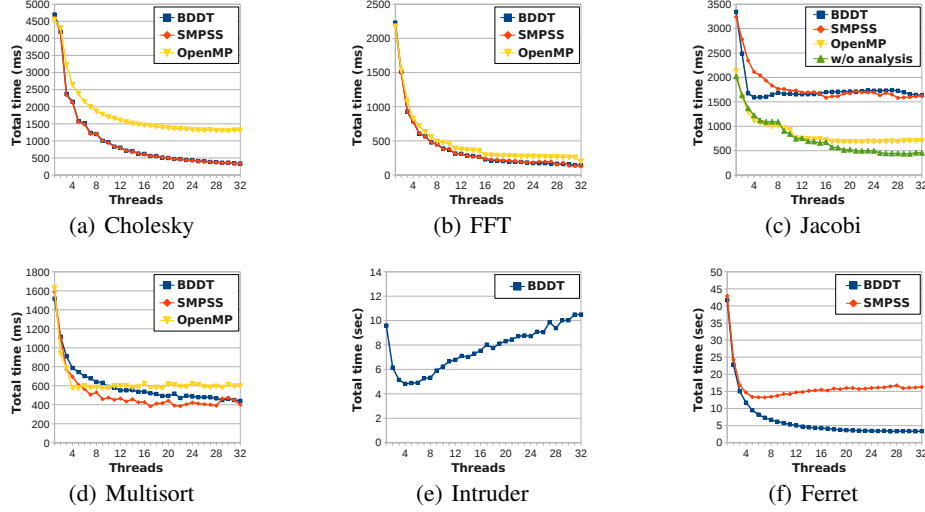 5000
4500
4000
3500
3000
2500
2000
1500
1000
500
0
Total time (ms)
BDDT
SMPSS
OpenMP
4 8 12 16 20 24 28 32
Threads
(a) Cholesky
2500
2000
1500
1000
500
0
Total time (ms)
BDDT
SMPSS
OpenMP
4 8 12 16 20 24 28 32
Threads
(b) FFT
3500
3000
2500
2000
1500
1000
500
0
Total time (ms)
BDDT
SMPSS
OpenMP
w/o analysis
4 8 12 16 20 24 28 32
Threads
(c) Jacobi
1800
1600
1400
1200
1000
800
600
400
200
0
Total time (ms)
BDDT
SMPSS
OpenMP
4 8 12 16 20 24 28 32
Threads
(d) Multisort
14
12
10
8
6
4
2
0
Total time (sec)
BDDT
4 8 12 16 20 24 28 32
Threads
(e) Intruder
50
45
40
35
30
25
20
15
10
5
0
Total time (sec)
BDDT
SMPSS
4 8 12 16 20 24 28 32
Threads
(f) Ferret